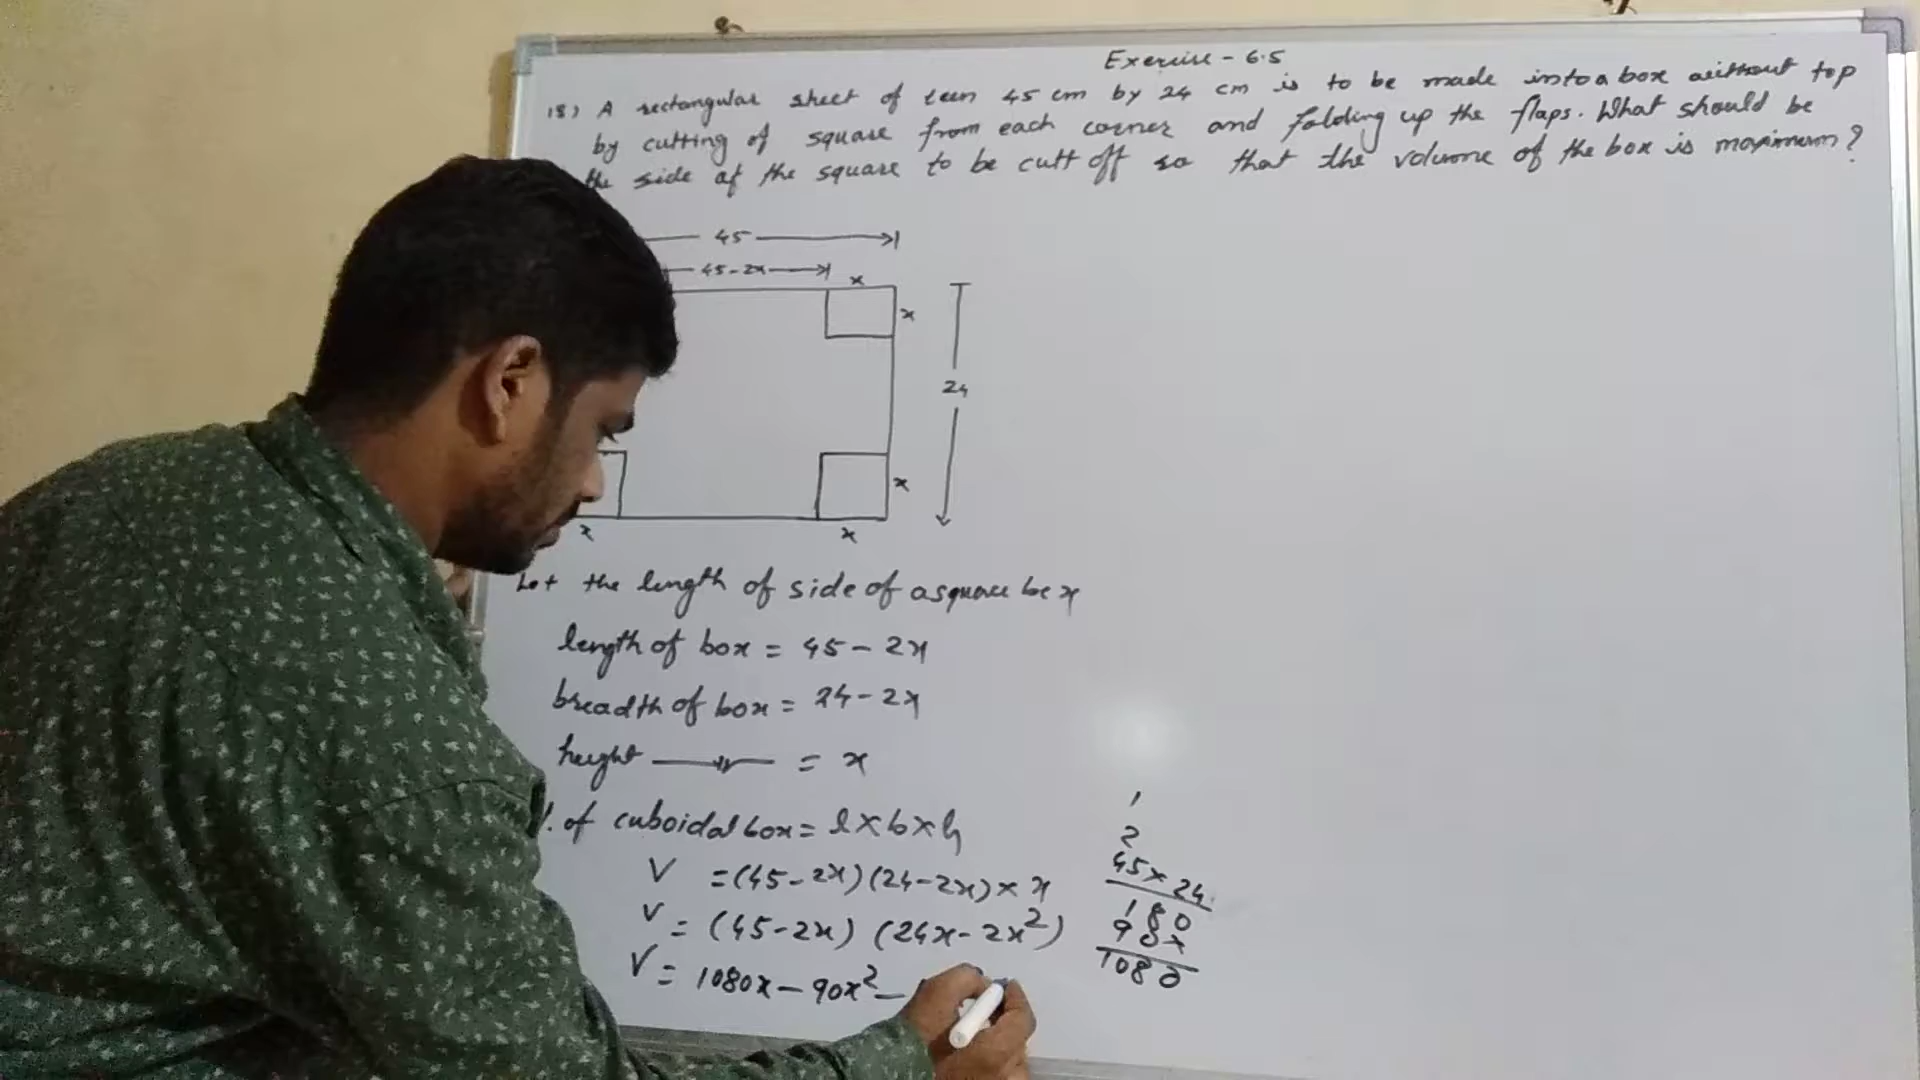 Exercise - 6.5
18) A rectangular sheet of teen 45 cm by 24 cm is to be made into a box without top
by cutting of square from each corner and folding up the flaps. What should be
the side of the square to be cutt off so that the volume of the box is maximum?
45
45-2x
x
x
24
x
x x
Let the length of side of a square be x
length of box = 45 - 2x
breadth of box = 24 - 2x
height = x
. of cuboidal box = l x b x h
V = (45-2x) (24-2x) x x
V = (45-2x) (24x-2x²)
V = 1080x - 90x² -
1
2
45 x 24
180
90x
1080